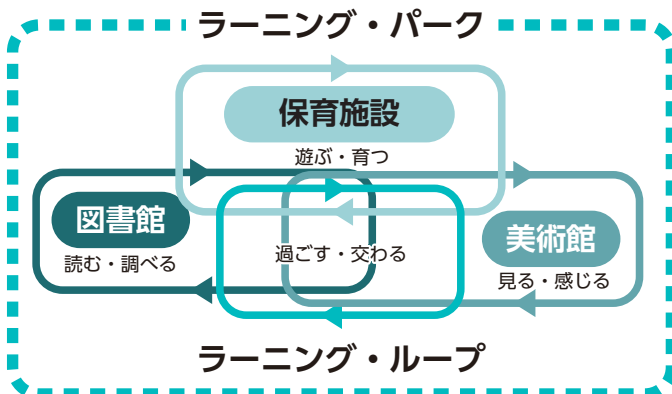 ラーニング・パーク
保育施設
遊ぶ・育つ
図書館
読む・調べる
過ごす・交わる
美術館
見る・感じる
ラーニング・ループ